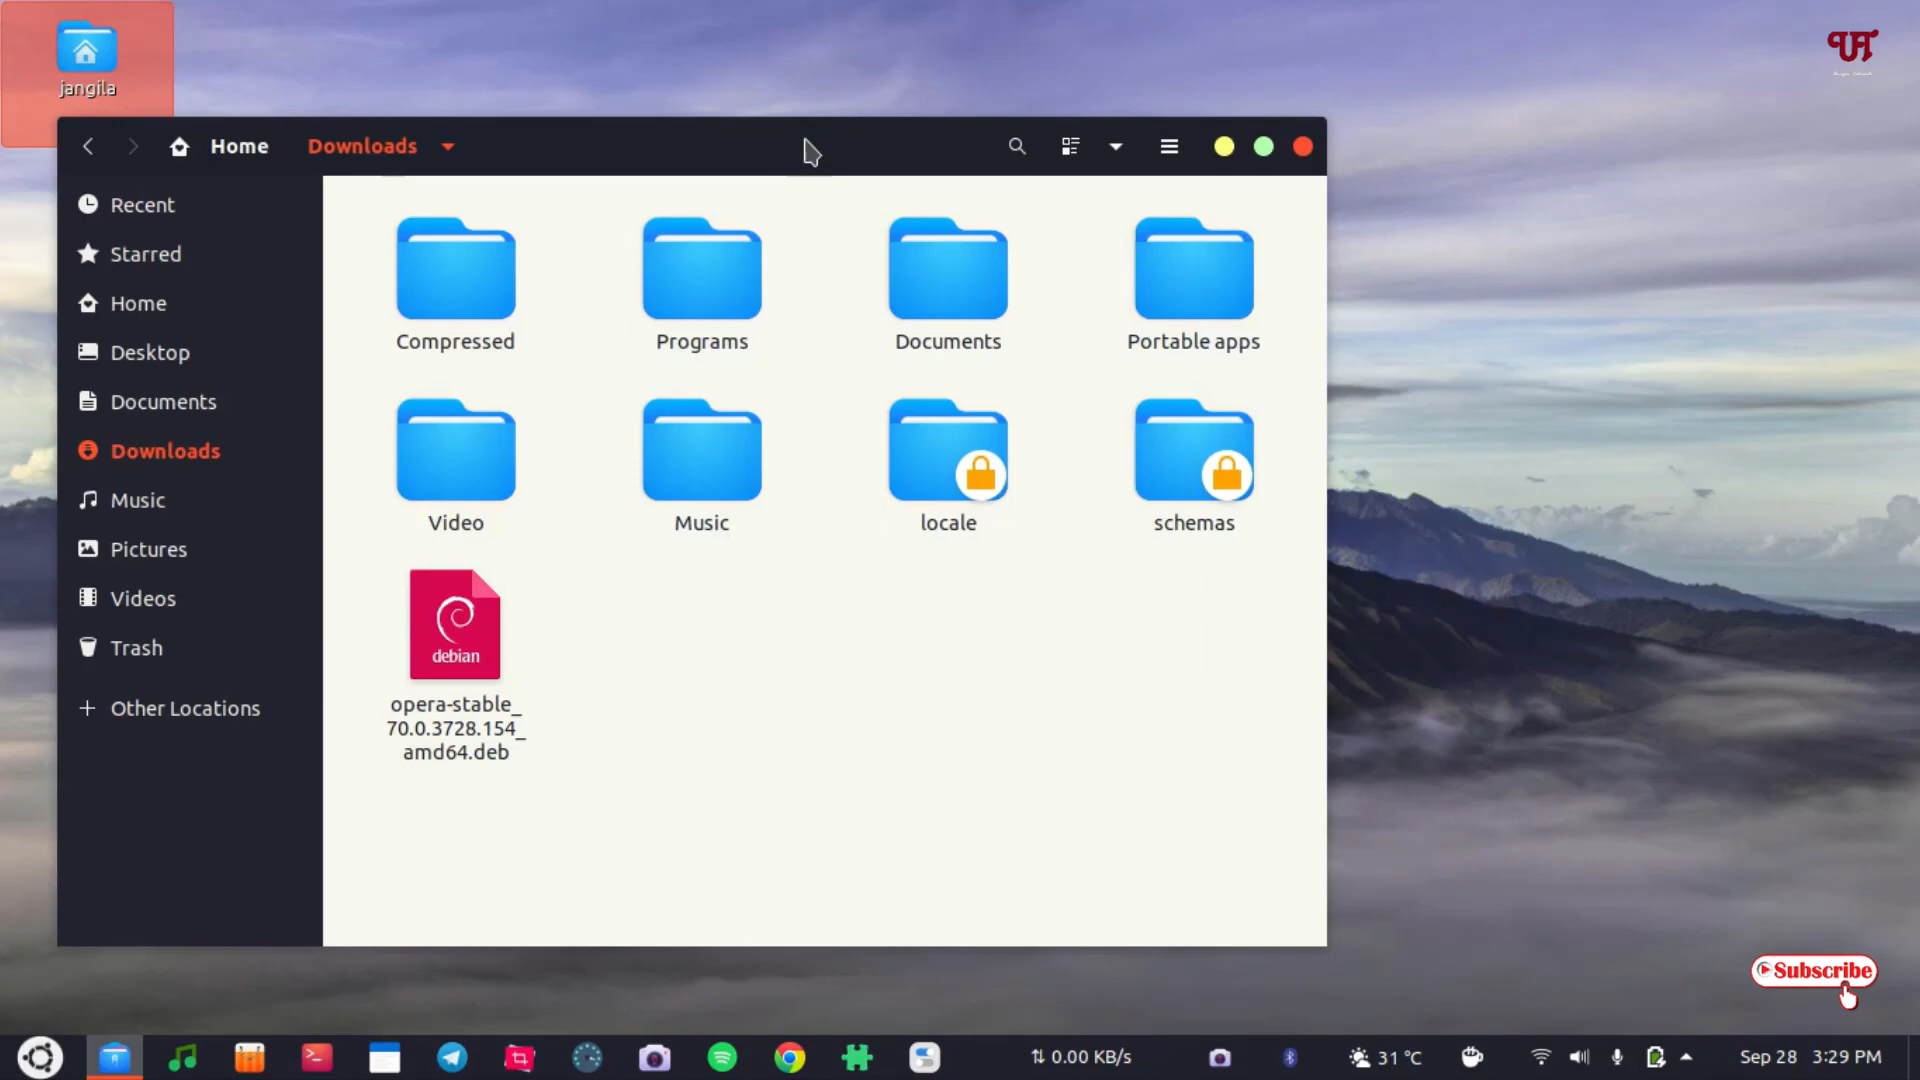 jangila
Home
Downloads
Recent
Starred
Home
Desktop
Documents
Downloads
Music
Pictures
Videos
Trash
+ Other Locations
Compressed
Programs
Documents
Portable apps
Video
Music
locale
schemas
debian
opera-stable_
70.0.3728.154_
amd64.deb
Subscribe
0.00 KB/s
31 °C
Sep 28 3:29 PM